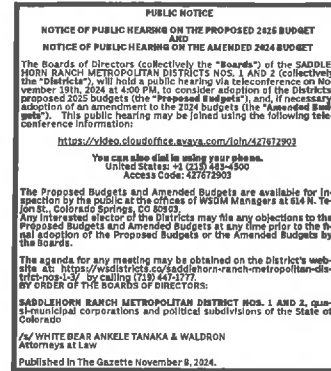 PUBLIC NOTICE
NOTICE OF PUBLIC HEARING ON THE PROPOSED 2025 BUDGET
AND
NOTICE OF PUBLIC HEARING ON THE AMENDED 2024 BUDGET
The Boards of Directors (collectively the "Boards") of the SADDLE
HORN RANCH METROPOLITAN DISTRICTS NOS. 1 AND 2 (collectively
the "Districts"), will hold a public hearing via teleconference on No-
vember 19th, 2024 at 4:00 PM, to consider adoption of the Districts
proposed 2025 budgets (the "Proposed Budgets"), and, if necessary
adoption of an amendment to the 2024 budgets (the "Amended Bud
gets"). This public hearing may be joined using the following tele-
conference information:
https://video.cloudoffice.avaya.com/join/427672903
You can also dial in using your phone.
United States: +1 (213) 463-4500
Access Code: 427672903
The Proposed Budgets and Amended Budgets are available for in-
spection by the public at the offices of WSDM Managers at 614 N. Te-
jon St., Colorado Springs, CO 80903.
Any interested elector of the Districts may file any objections to the
Proposed Budgets and Amended Budgets at any time prior to the fi-
nal adoption of the Proposed Budgets or the Amended Budgets by
the Boards.
The agenda for any meeting may be obtained on the District's web-
site at: https://wsdistricts.co/saddlehorn-ranch-metropolitan-dis-
trict-nos-1-3/ by calling (719) 447-1777.
BY ORDER OF THE BOARDS OF DIRECTORS:
SADDLEHORN RANCH METROPOLITAN DISTRICT NOS. 1 AND 2, qua-
si-municipal corporations and political subdivisions of the State of
Colorado
/s/ WHITE BEAR ANKELE TANAKA & WALDRON
Attorneys at Law
Published in The Gazette November 8, 2024.